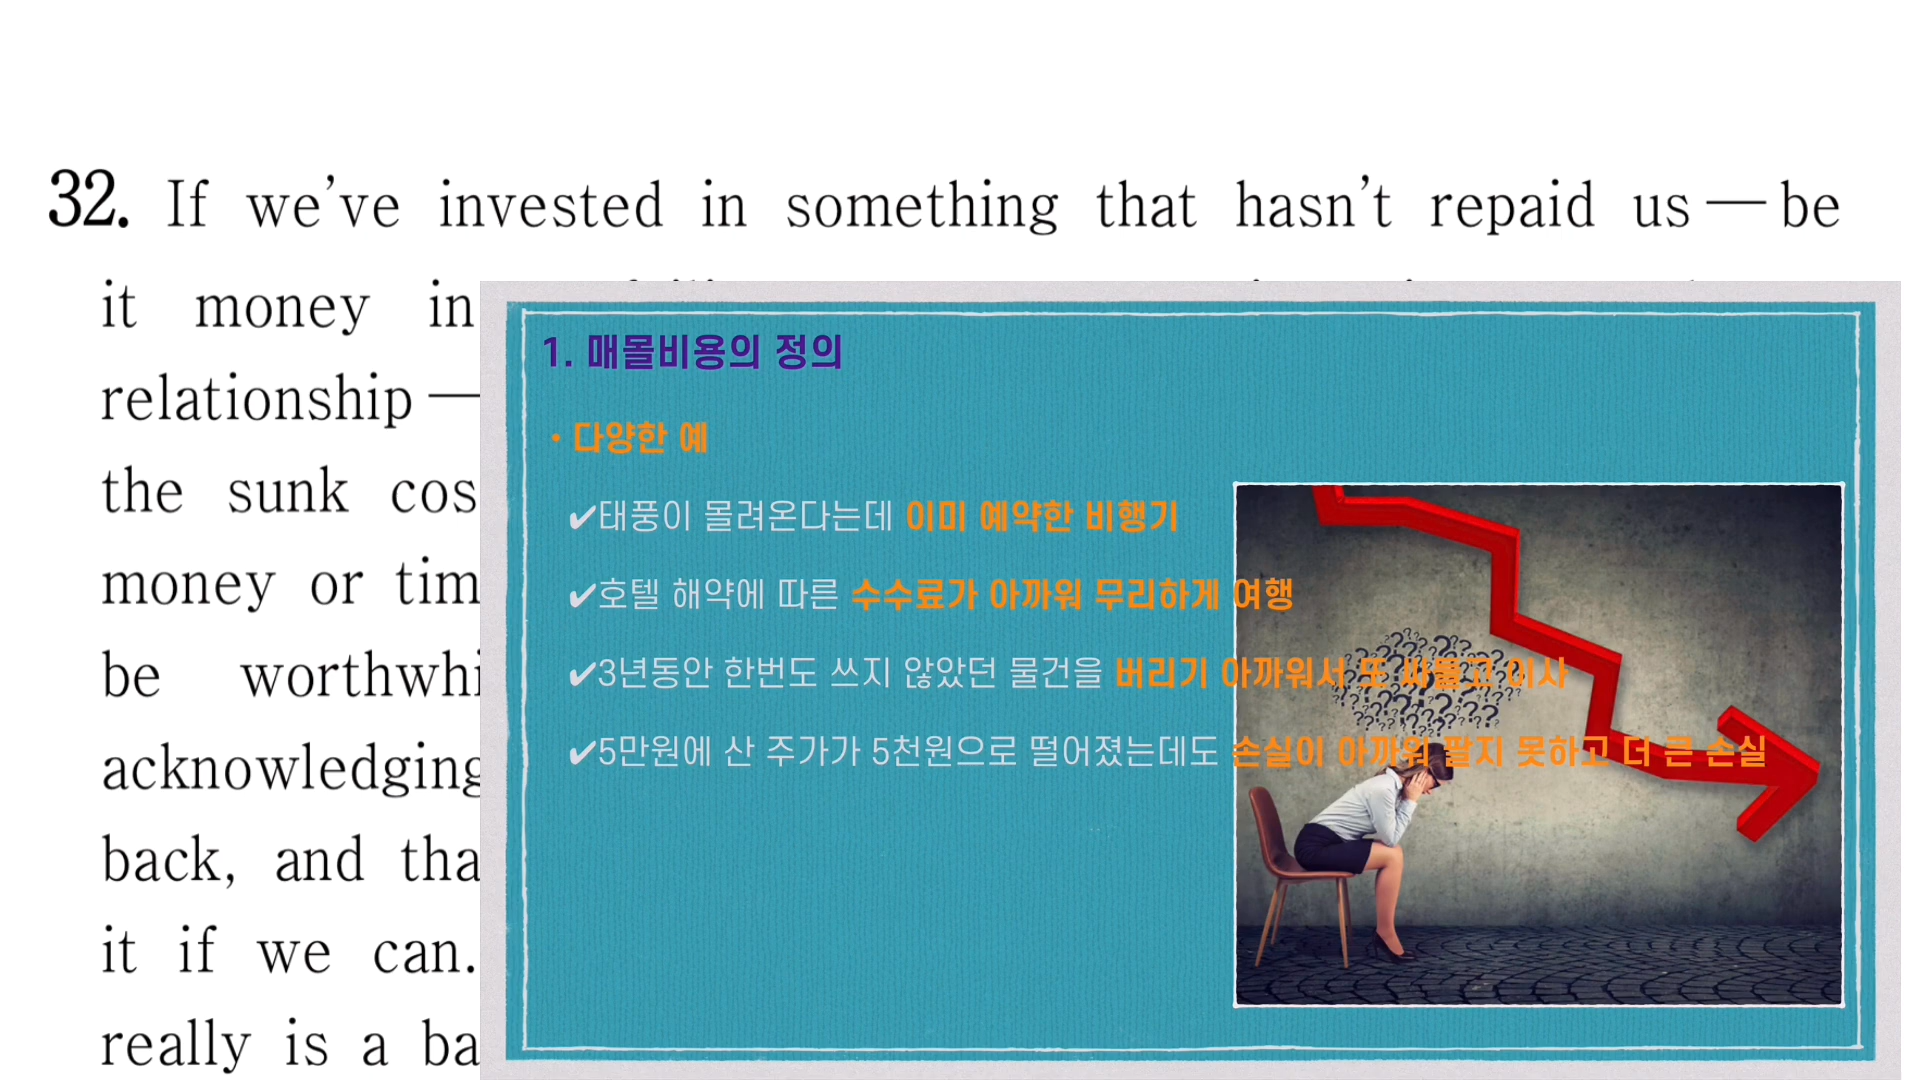 32. If we've invested in something that hasn't repaid us — be
it money in
relationship —
the sunk cos
money or tim
be worthwhi
acknowledging
back, and tha
it if we can.
really is a ba
1. 매몰비용의 정의
• 다양한 예
✔태풍이 몰려온다는데 이미 예약한 비행기
✔호텔 해약에 따른 수수료가 아까워 무리하게 여행
✔3년동안 한번도 쓰지 않았던 물건을 버리기 아까워서 또 싸들고 이사
✔5만원에 산 주가가 5천원으로 떨어졌는데도 손실이 아까워 팔지 못하고 더 큰 손실